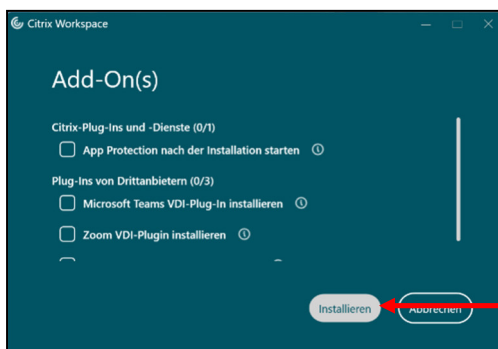 Citrix Workspace
Add-On(s)
Citrix-Plug-Ins und -Dienste (0/1)
App Protection nach der Installation starten
Plug-Ins von Drittanbietern (0/3)
Microsoft Teams VDI-Plug-In installieren
Zoom VDI-Plugin installieren
Installieren
Abbrechen